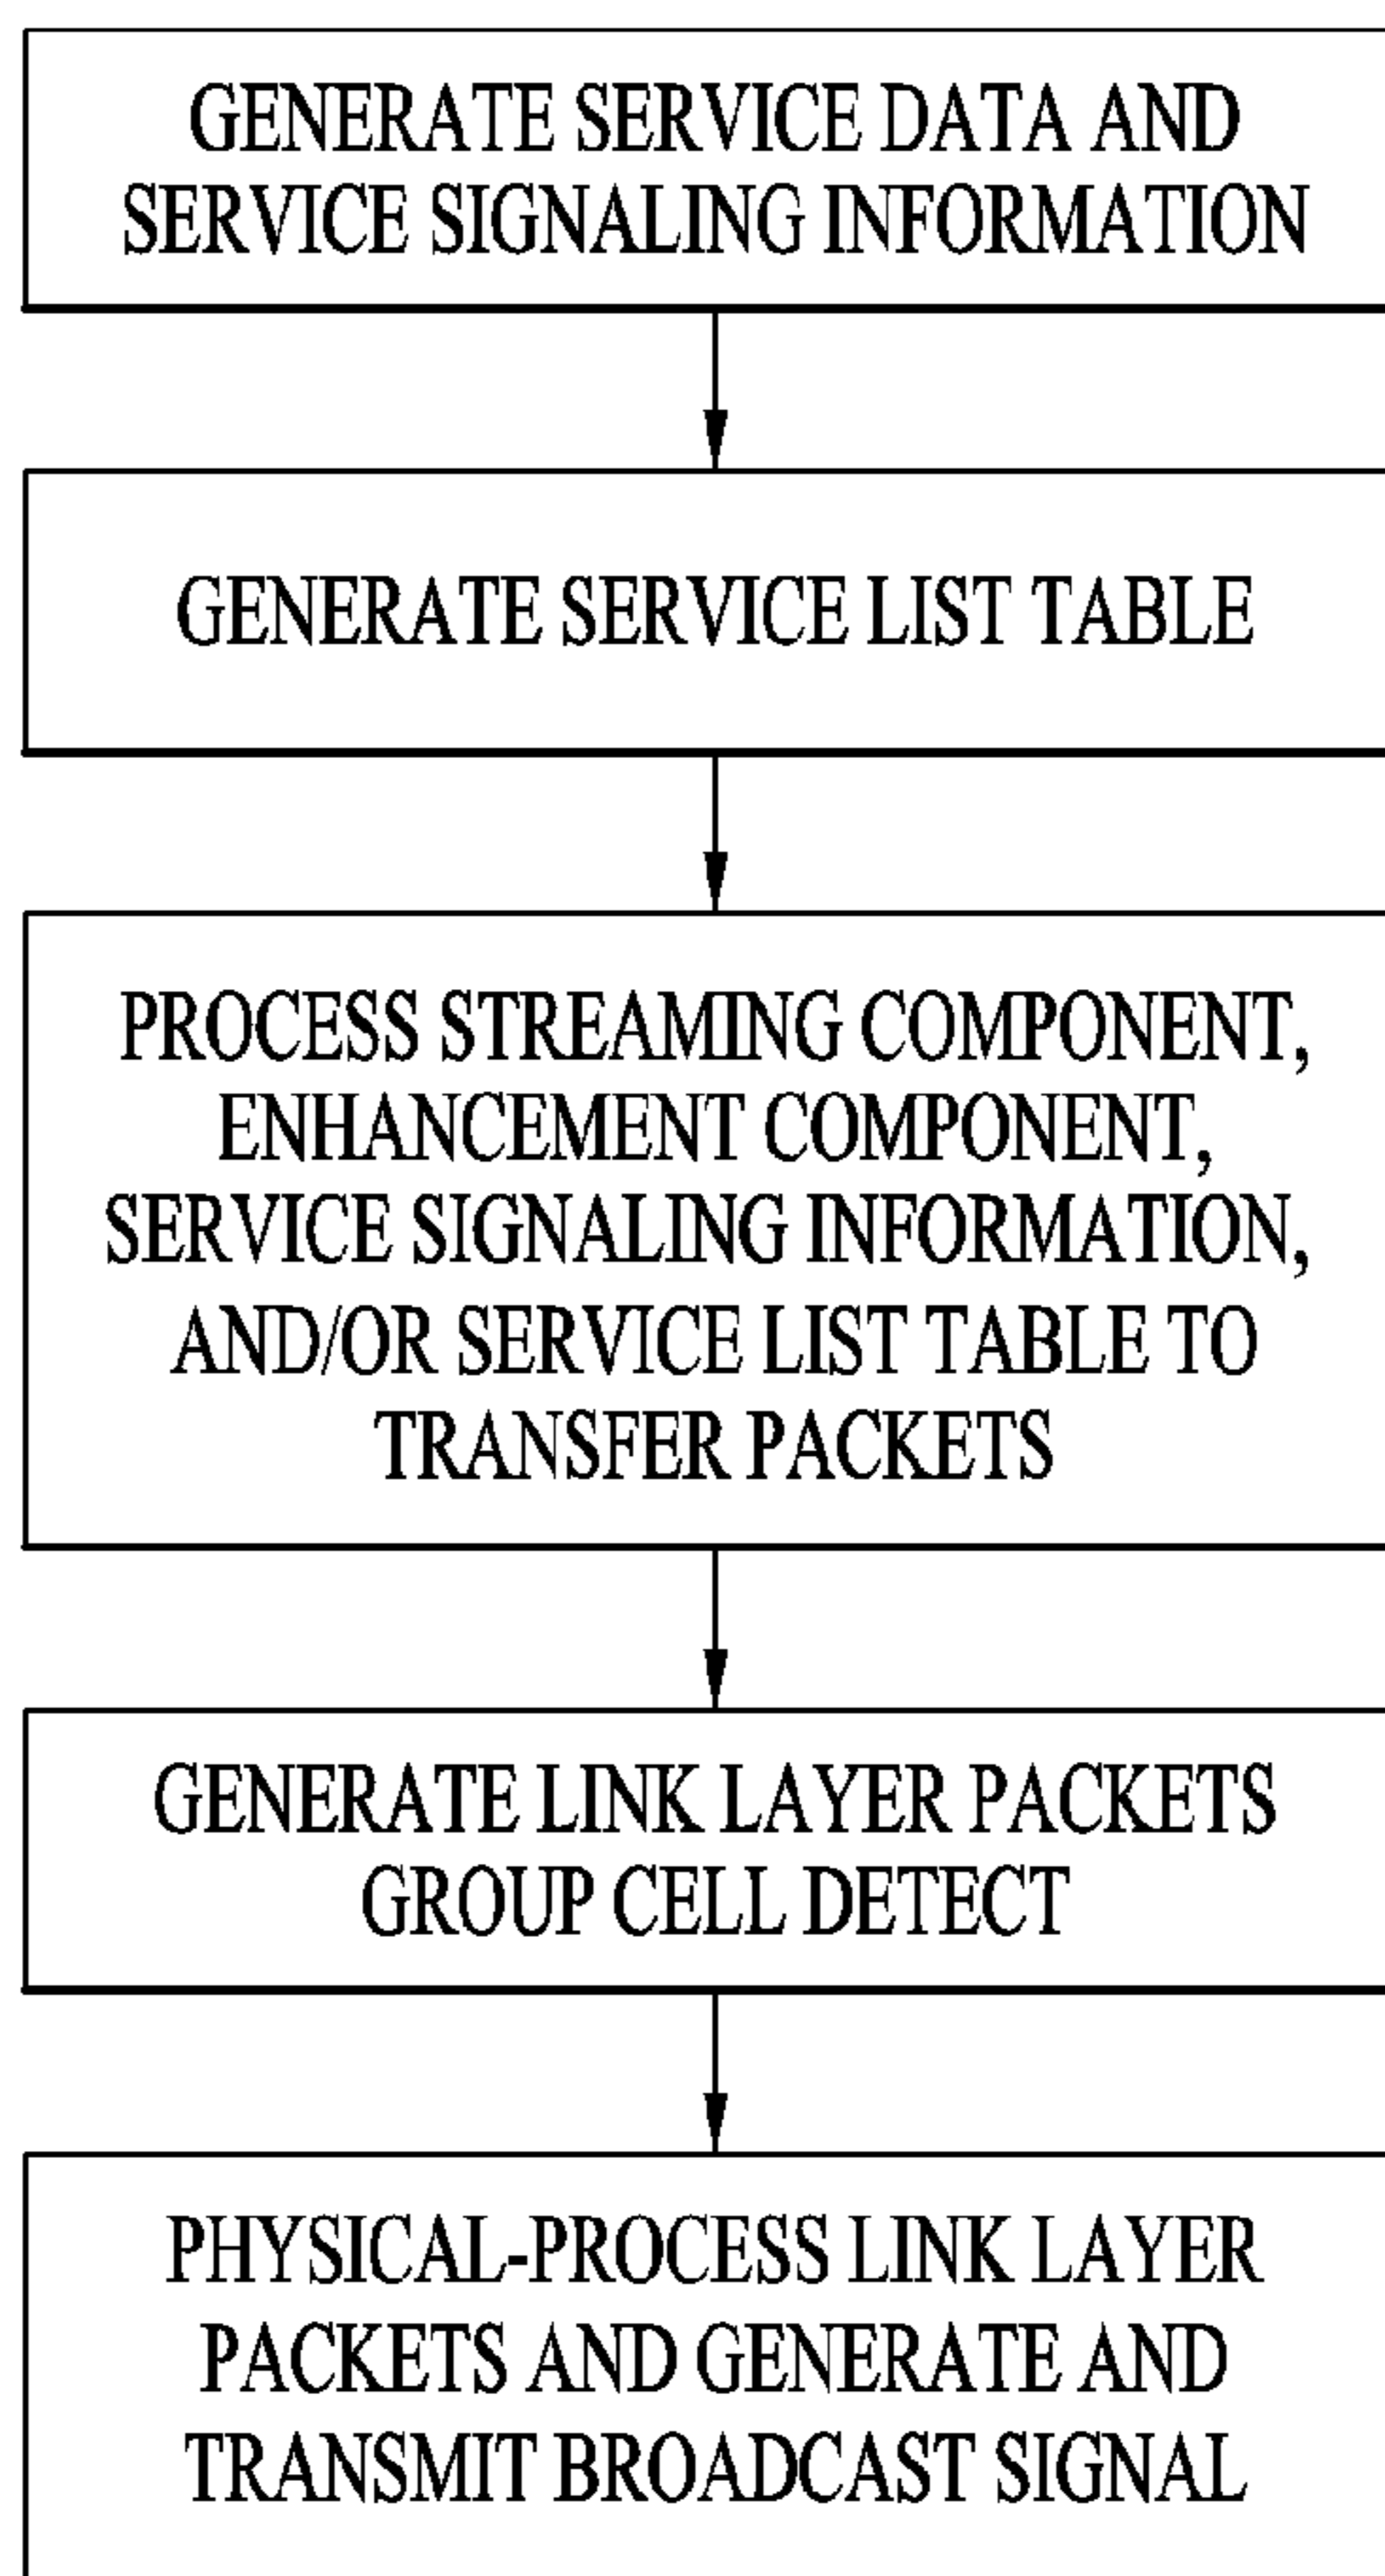 GENERATE SERVICE DATA AND
SERVICE SIGNALING INFORMATION
GENERATE SERVICE LIST TABLE
PROCESS STREAMING COMPONENT,
ENHANCEMENT COMPONENT,
SERVICE SIGNALING INFORMATION,
AND/OR SERVICE LIST TABLE TO
TRANSFER PACKETS
GENERATE LINK LAYER PACKETS
GROUP CELL DETECT
PHYSICAL-PROCESS LINK LAYER
PACKETS AND GENERATE AND
TRANSMIT BROADCAST SIGNAL